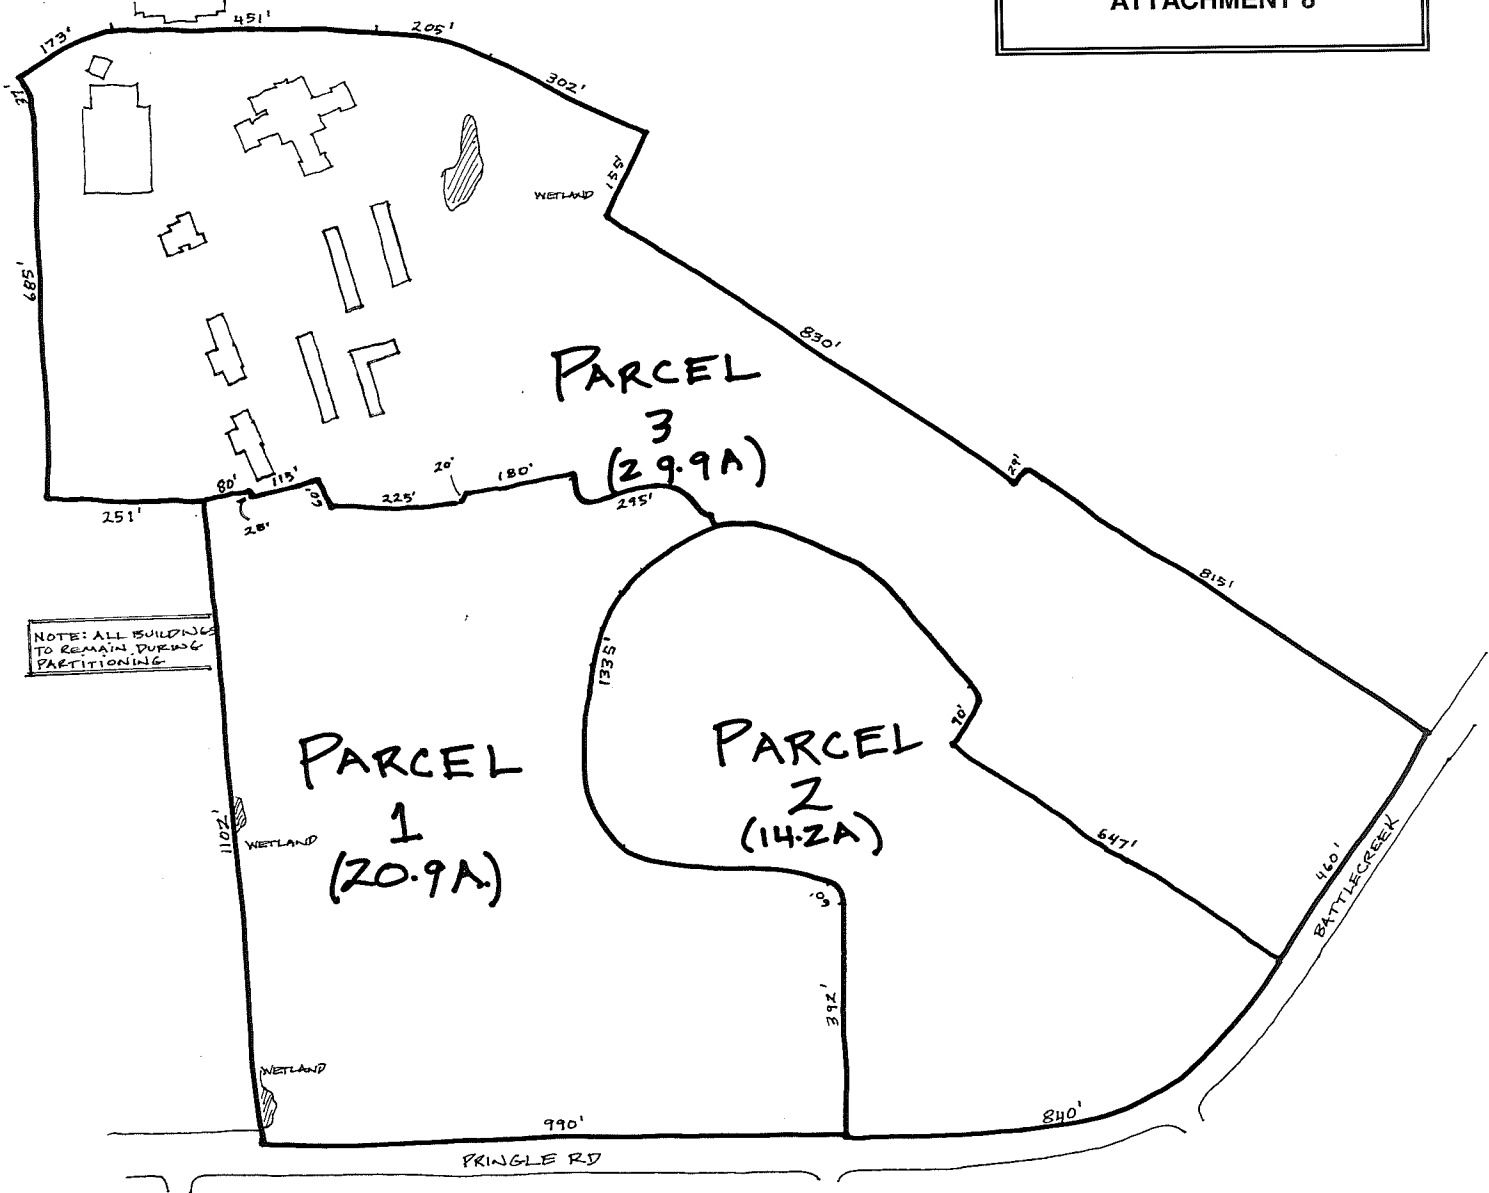 ATTACHMENT 8
451'
205'
173'
302'
37'
155'
WETLAND
685'
830'
PARCEL
3
(29.9A)
29'
80'
115'
60'
20'
180'
225'
295'
251'
28'
815'
NOTE: ALL BUILDINGS
TO REMAIN DURING
PARTITIONING
1335'
70'
PARCEL
1
(20.9A.)
PARCEL
2
(14.2A)
1102'
WETLAND
647'
460'
BATTLECREEK
60'
392'
WETLAND
990'
840'
PRINGLE RD